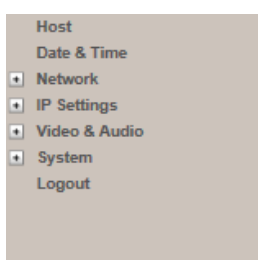 Host
Date & Time
Network
IP Settings
Video & Audio
System
Logout